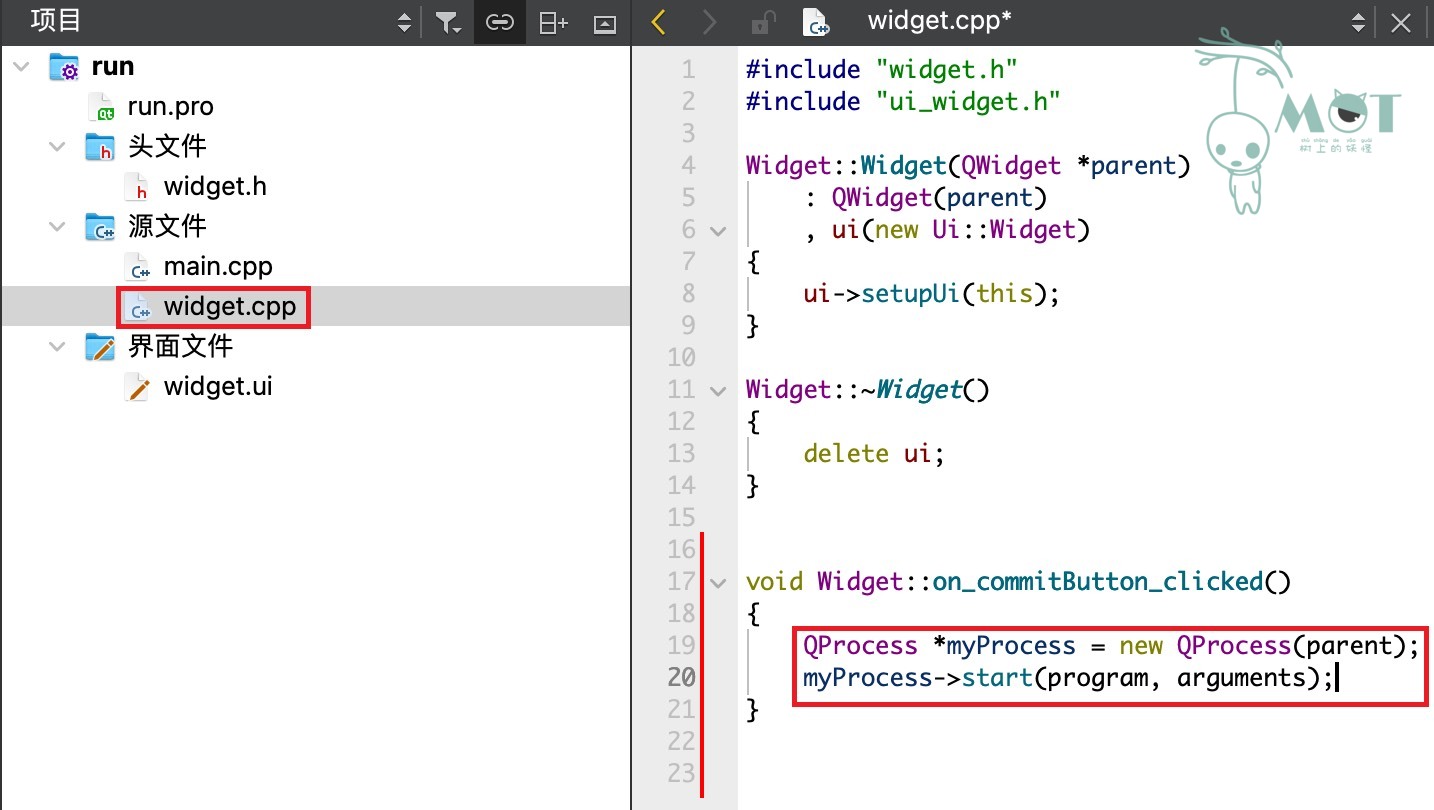 项目
run
run.pro
头文件
widget.h
源文件
main.cpp
widget.cpp
界面文件
widget.ui
widget.cpp*
MOT
树上的妖怪
1 #include "widget.h"
2 #include "ui_widget.h"
3
4 Widget::Widget(QWidget *parent)
5     : QWidget(parent)
6     , ui(new Ui::Widget)
7 {
8     ui->setupUi(this);
9 }
10
11 Widget::~Widget()
12 {
13     delete ui;
14 }
15
16
17 void Widget::on_commitButton_clicked()
18 {
19     QProcess *myProcess = new QProcess(parent);
20     myProcess->start(program, arguments);
21 }
22
23